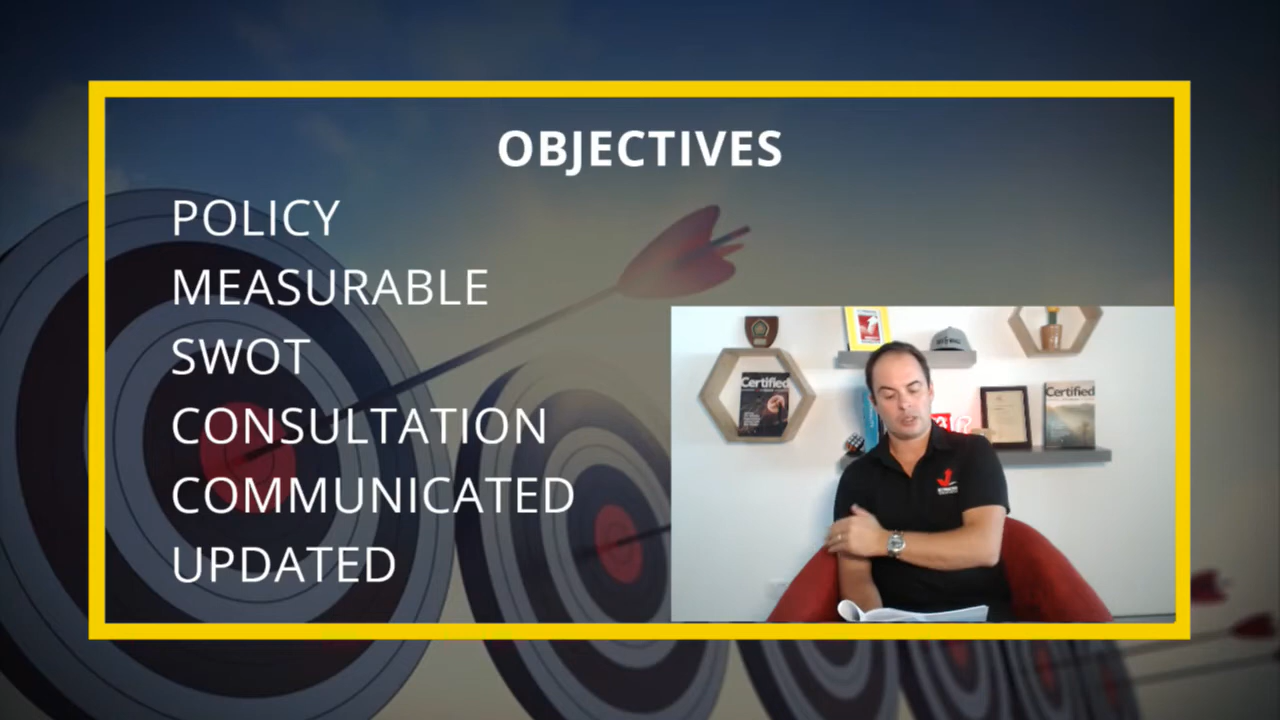 OBJECTIVES
POLICY
MEASURABLE
SWOT
CONSULTATION
COMMUNICATED
UPDATED
Certified
Certified